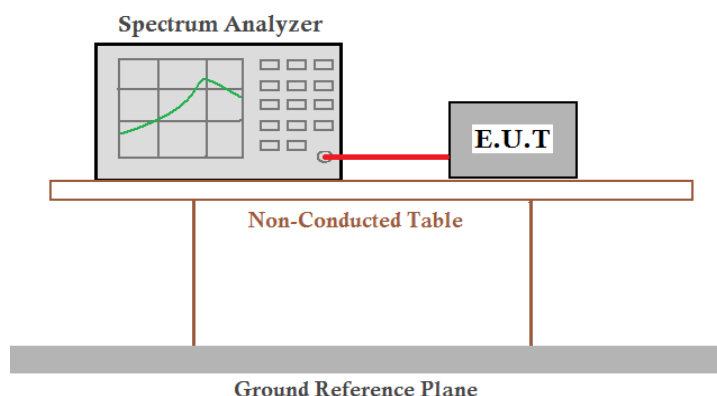 Spectrum Analyzer
E.U.T
Non-Conducted Table
Ground Reference Plane